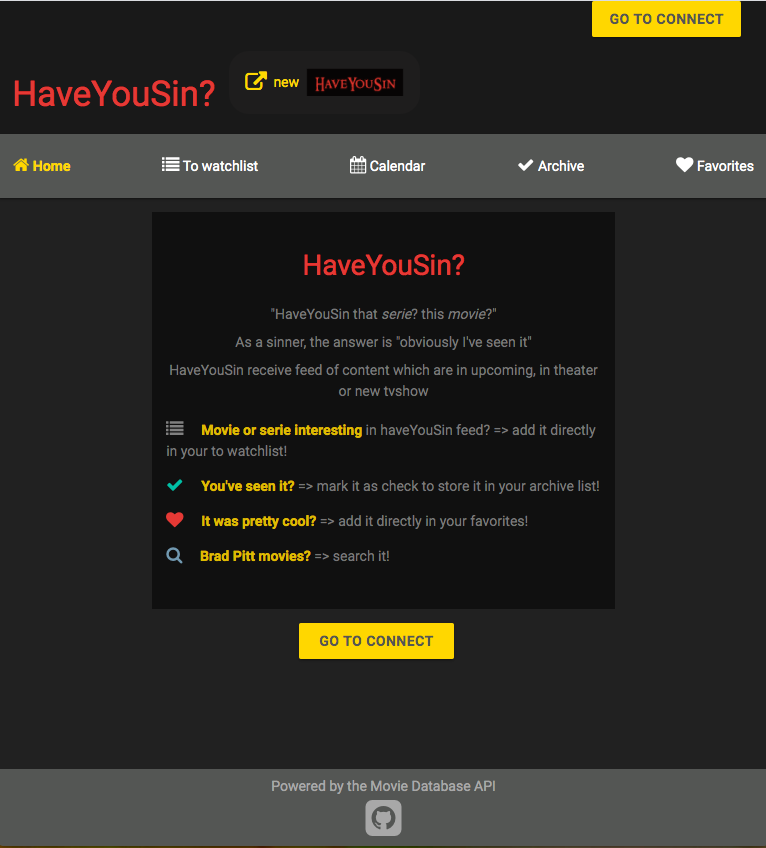 GO TO CONNECT
HaveYouSin?
new
HAVEYOUSIN
Home
To watchlist
Calendar
Archive
Favorites
HaveYouSin?
"HaveYouSin that serie? this movie?"
As a sinner, the answer is "obviously I've seen it"
HaveYouSin receive feed of content which are in upcoming, in theater
or new tvshow
Movie or serie interesting in haveYouSin feed? => add it directly
in your to watchlist!
You've seen it? => mark it as check to store it in your archive list!
It was pretty cool? => add it directly in your favorites!
Brad Pitt movies? => search it!
GO TO CONNECT
Powered by the Movie Database API